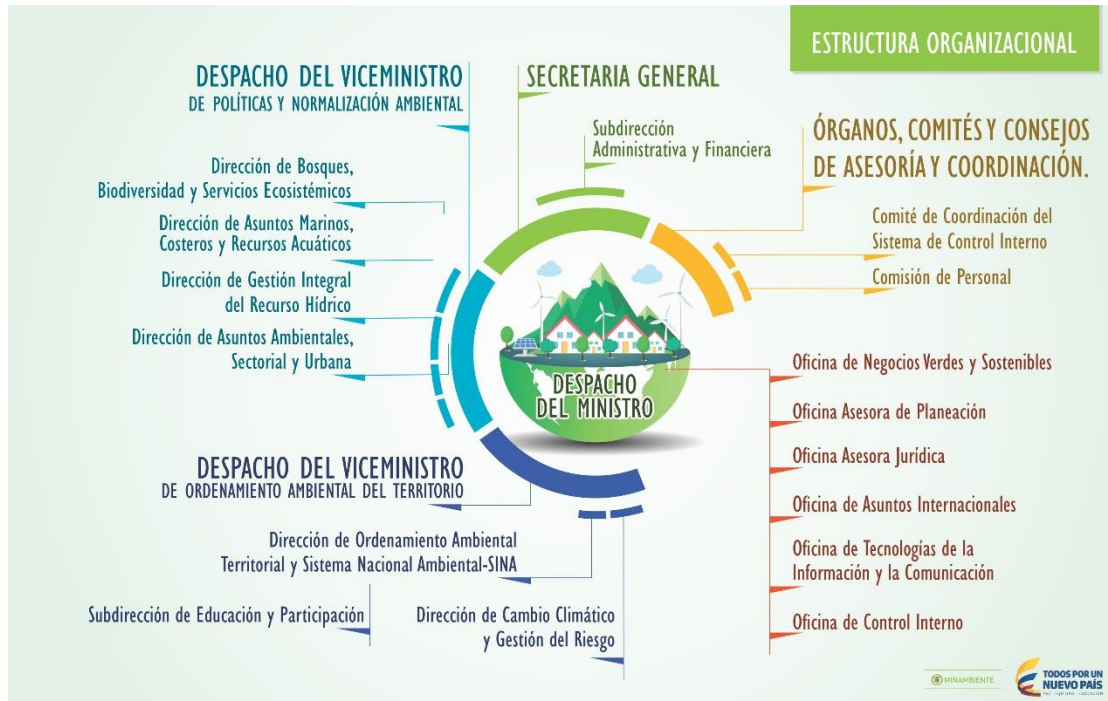 ESTRUCTURA ORGANIZACIONAL
DESPACHO DEL VICEMINISTRO
DE POLÍTICAS Y NORMALIZACIÓN AMBIENTAL
Dirección de Bosques,
Biodiversidad y Servicios Ecosistémicos
Dirección de Asuntos Marinos,
Costeros y Recursos Acuáticos
Dirección de Gestión Integral
del Recurso Hídrico
Dirección de Asuntos Ambientales,
Sectorial y Urbana
SECRETARIA GENERAL
Subdirección
Administrativa y Financiera
ÓRGANOS, COMITÉS Y CONSEJOS
DE ASESORÍA Y COORDINACIÓN.
Comité de Coordinación del
Sistema de Control Interno
Comisión de Personal
DESPACHO
DEL MINISTRO
Oficina de Negocios Verdes y Sostenibles
Oficina Asesora de Planeación
Oficina Asesora Jurídica
Oficina de Asuntos Internacionales
Oficina de Tecnologías de la
Información y la Comunicación
Oficina de Control Interno
DESPACHO DEL VICEMINISTRO
DE ORDENAMIENTO AMBIENTAL DEL TERRITORIO
Dirección de Ordenamiento Ambiental
Territorial y Sistema Nacional Ambiental-SINA
Subdirección de Educación y Participación
Dirección de Cambio Climático
y Gestión del Riesgo
MINAMBIENTE
TODOS POR UN
NUEVO PAÍS
PAZ EQUIDAD EDUCACIÓN